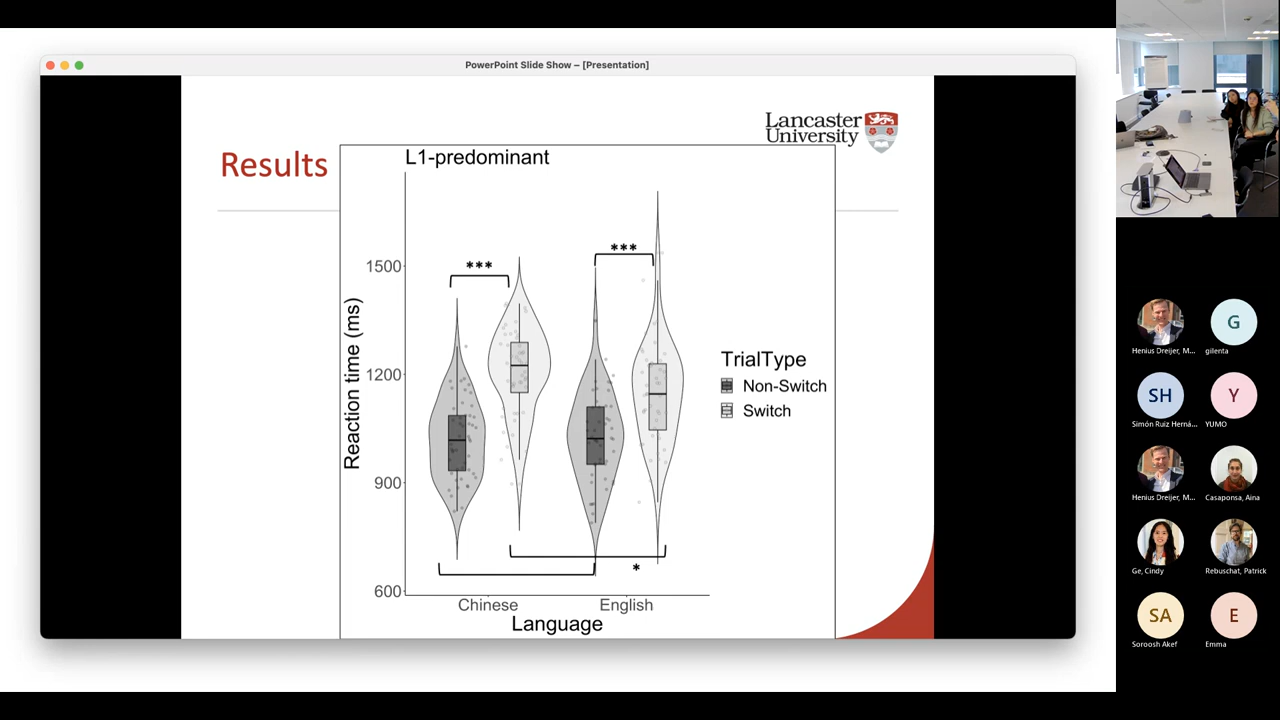 PowerPoint Slide Show – [Presentation]
Lancaster
University
Results
L1-predominant
***
***
1500
1200
900
600
Reaction time (ms)
TrialType
Non-Switch
Switch
*
Chinese
English
Language
Henius Dreijer, M...
G
gilenta
SH
Simón Ruiz Herná...
Y
YUMO
Henius Dreijer, M...
Casaponsa, Aina
Ge, Cindy
Rebuschat, Patrick
SA
Soroosh Akef
E
Emma